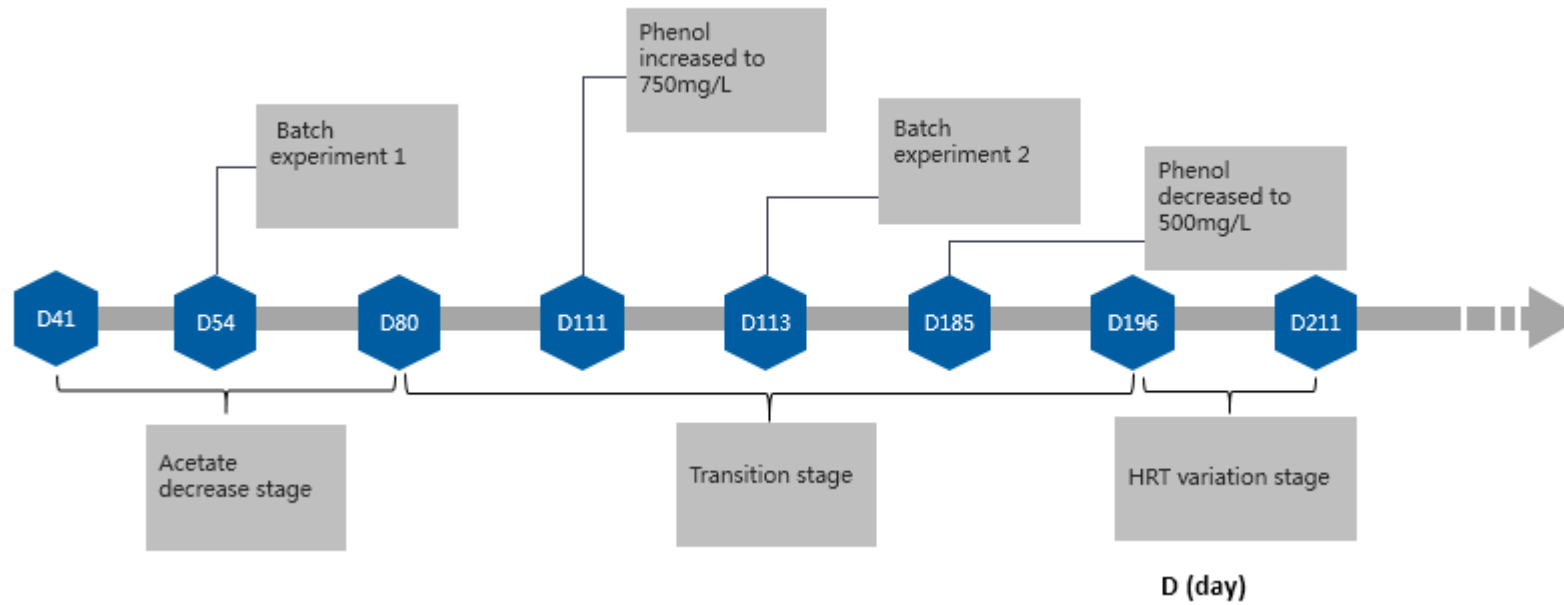 Phenol
increased to
750mg/L
Batch
experiment 1
Batch
experiment 2
Phenol
decreased to
500mg/L
D41
D54
D80
D111
D113
D185
D196
D211
Acetate
decrease stage
Transition stage
HRT variation stage
D (day)